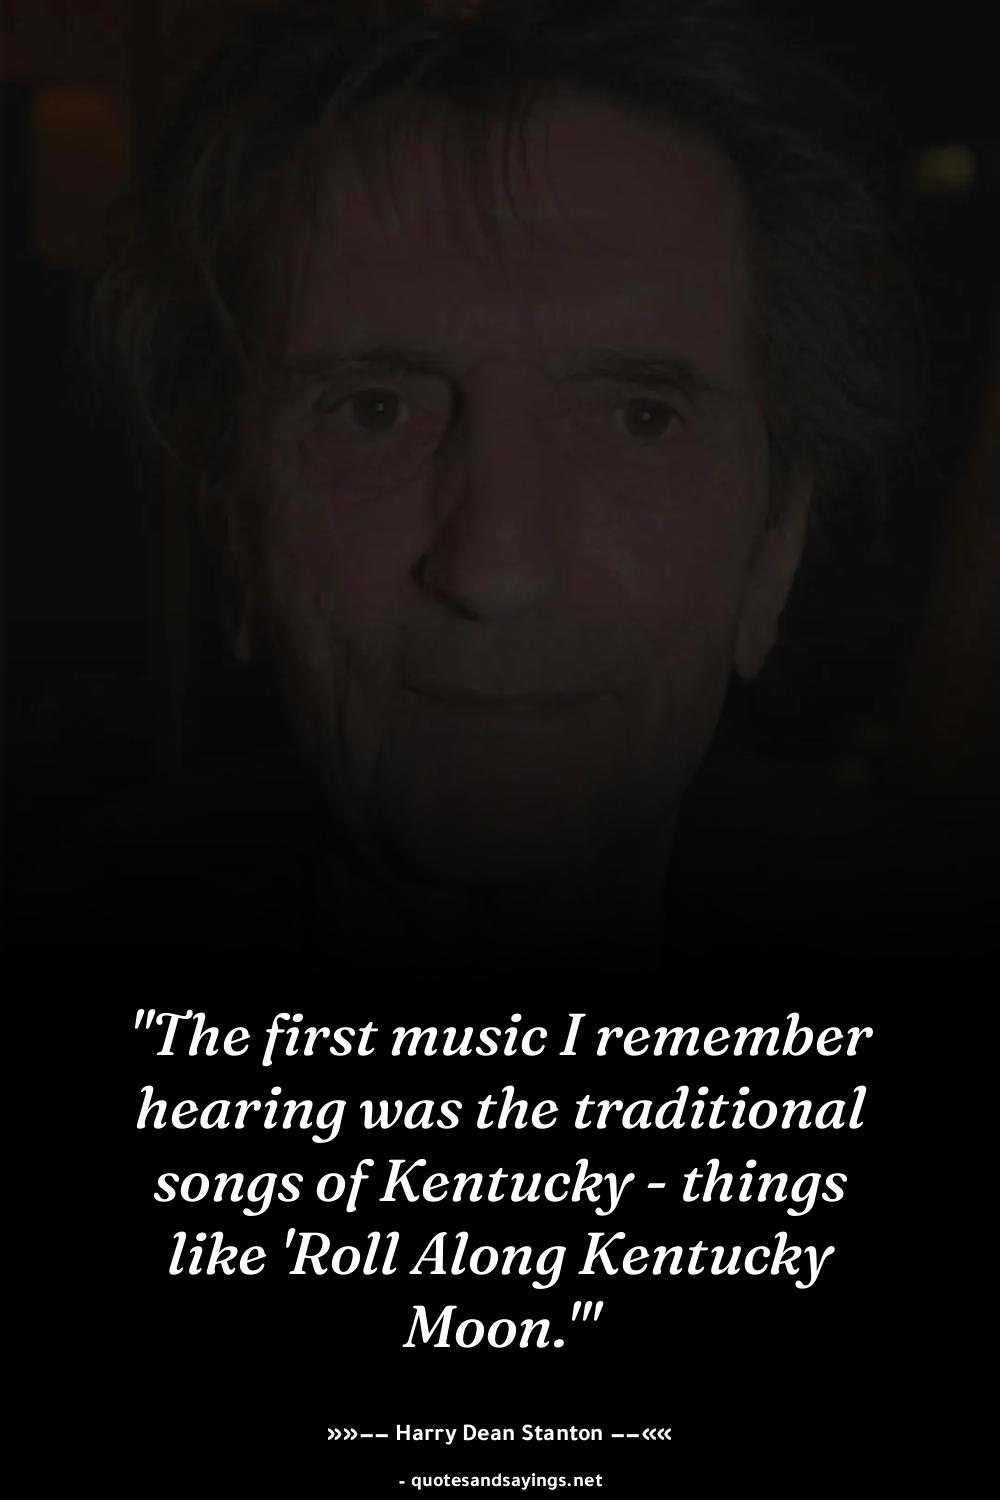 "The first music I remember
hearing was the traditional
songs of Kentucky - things
like 'Roll Along Kentucky
Moon.'"
»»–– Harry Dean Stanton ––««
- quotesandsayings.net